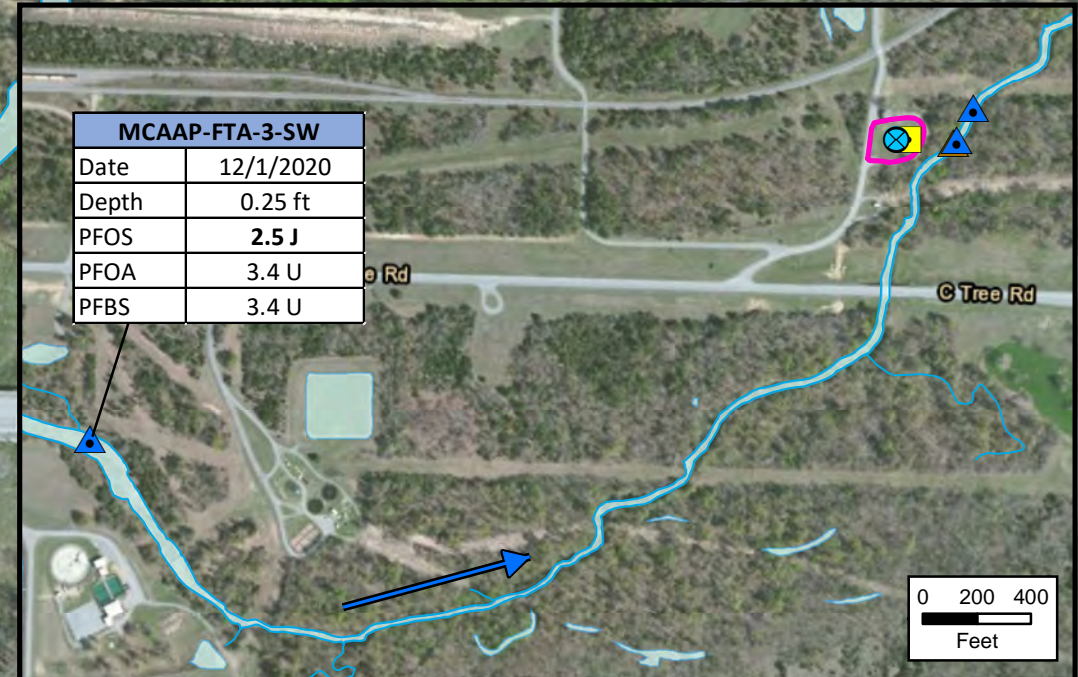 MCAAP-FTA-3-SW
Date 12/1/2020
Depth 0.25 ft
PFOS 2.5 J
PFOA 3.4 U
PFBS 3.4 U
e Rd
C Tree Rd
0 200 400
Feet